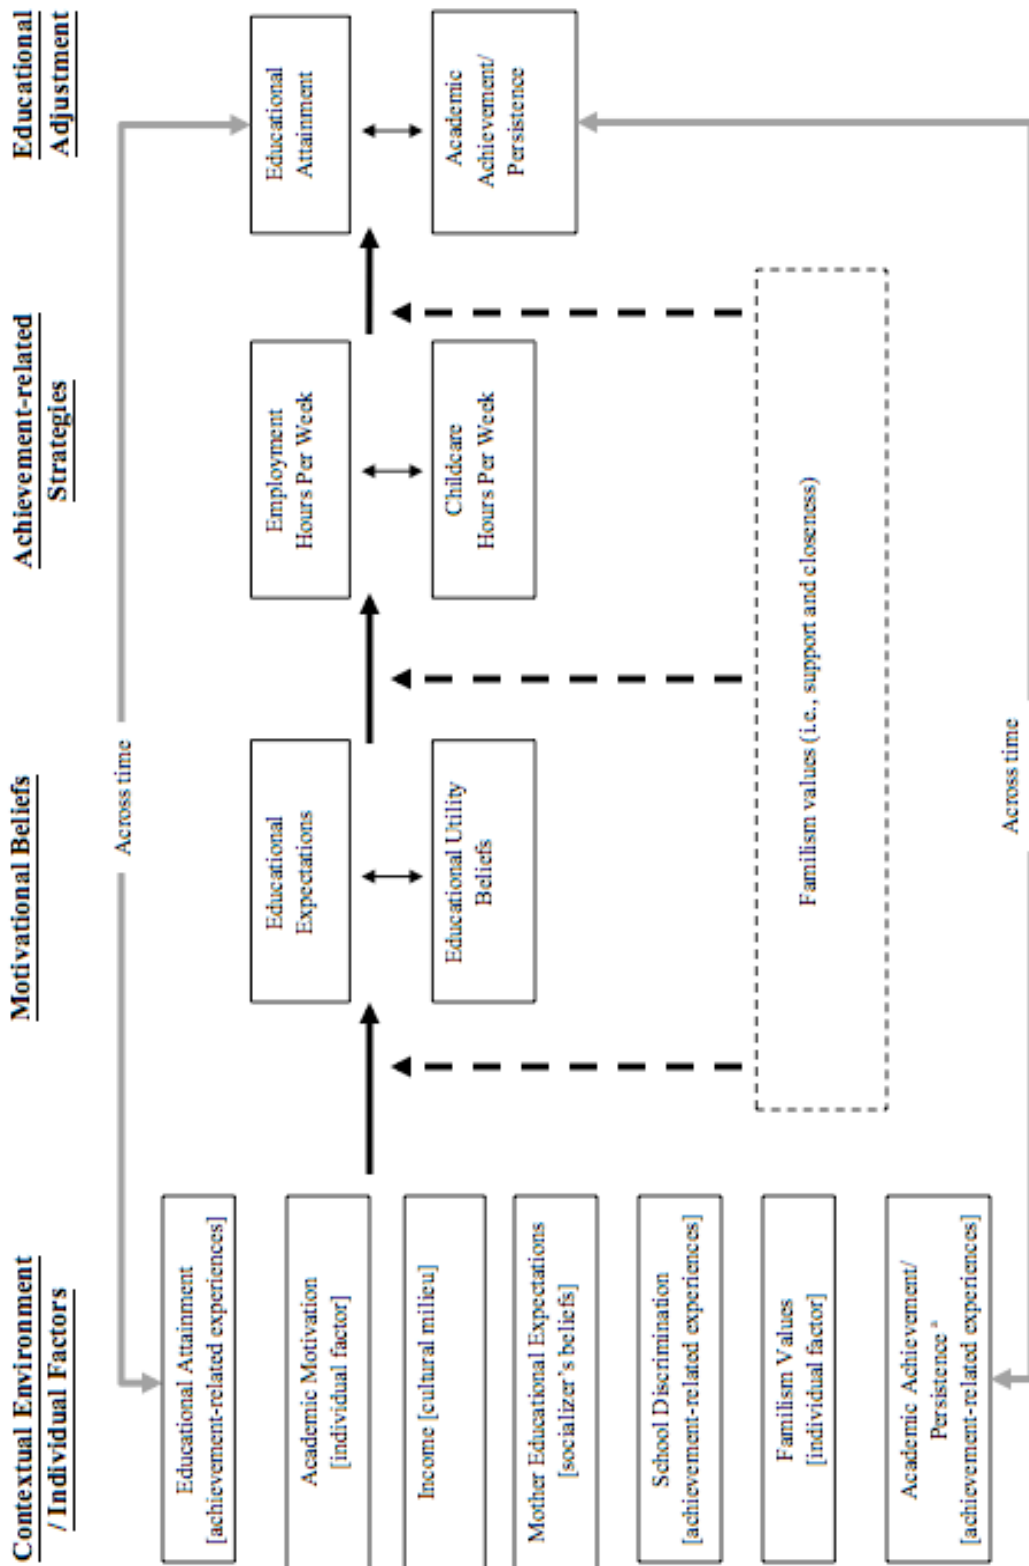 Contextual Environment
/ Individual Factors
Motivational Beliefs
Achievement-related
Strategies
Educational
Adjustment
Across time
Educational Attainment
[achievement-related experiences]
Academic Motivation
[individual factor]
Income [cultural milieu]
Mother Educational Expectations
[socializer's beliefs]
School Discrimination
[achievement-related experiences]
Familism Values
[individual factor]
Academic Achievement/
Persistence a
[achievement-related experiences]
Educational
Expectations
Educational Utility
Beliefs
Employment
Hours Per Week
Childcare
Hours Per Week
Educational
Attainment
Academic
Achievement/
Persistence
Familism values (i.e., support and closeness)
Across time